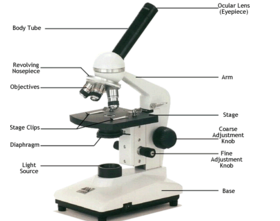 Ocular Lens
(Eyepiece)
Body Tube
Revolving
Nosepiece
Arm
Objectives
Stage
Stage Clips
Coarse
Adjustment
Knob
Diaphragm
Fine
Adjustment
Knob
Light
Source
Base